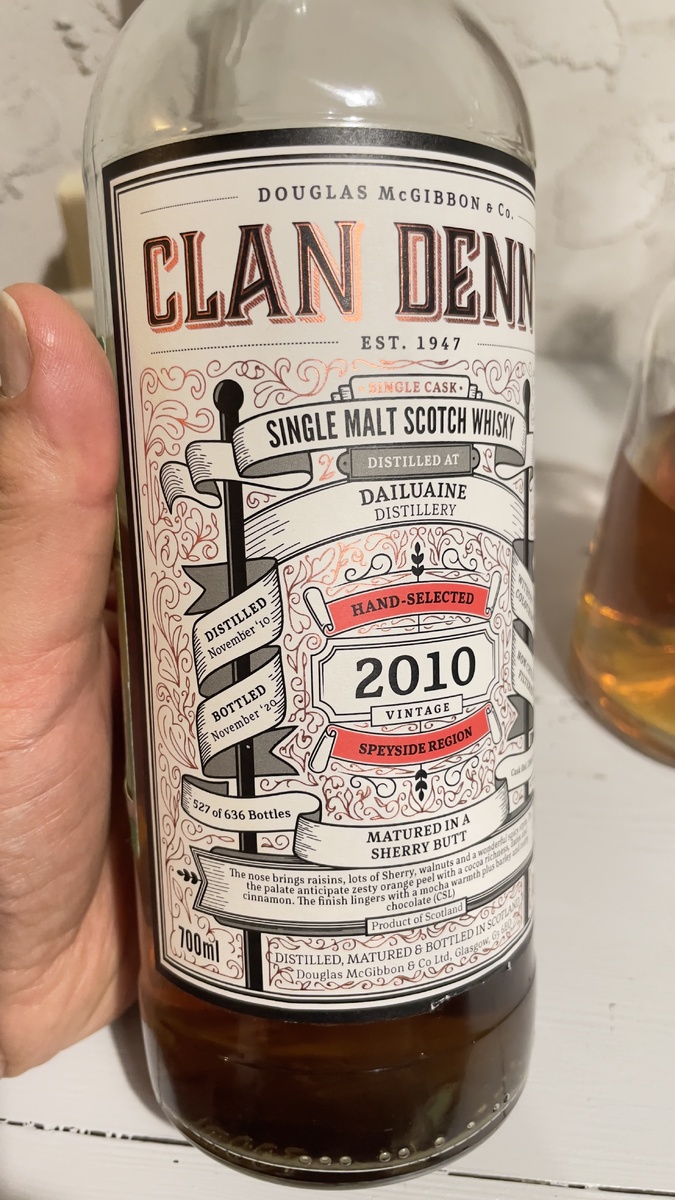 DOUGLAS McGIBBON & Co.
CLAN DENN
EST. 1947
SINGLE CASK
SINGLE MALT SCOTCH WHISKY
DISTILLED AT
DAILUAINE
DISTILLERY
DISTILLED
November '10
HAND-SELECTED
2010
VINTAGE
BOTTLED
November '20
SPEYSIDE REGION
527 of 636 Bottles
MATURED IN A
SHERRY BUTT
The nose brings raisins, lots of Sherry, walnuts and a wonderful
the palate anticipate zesty orange peel with a cocoa richness,
cinnamon. The finish lingers with a mocha warmth plus barley and
chocolate (CSL)
Product of Scotland
700ml
DISTILLED, MATURED & BOTTLED IN SCOTLAND
Douglas McGibbon & Co Ltd, Glasgow,